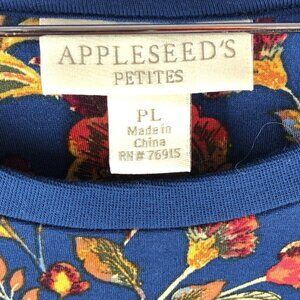 APPLESEED'S
PETITES
PL
Made in
China
RN# 76915